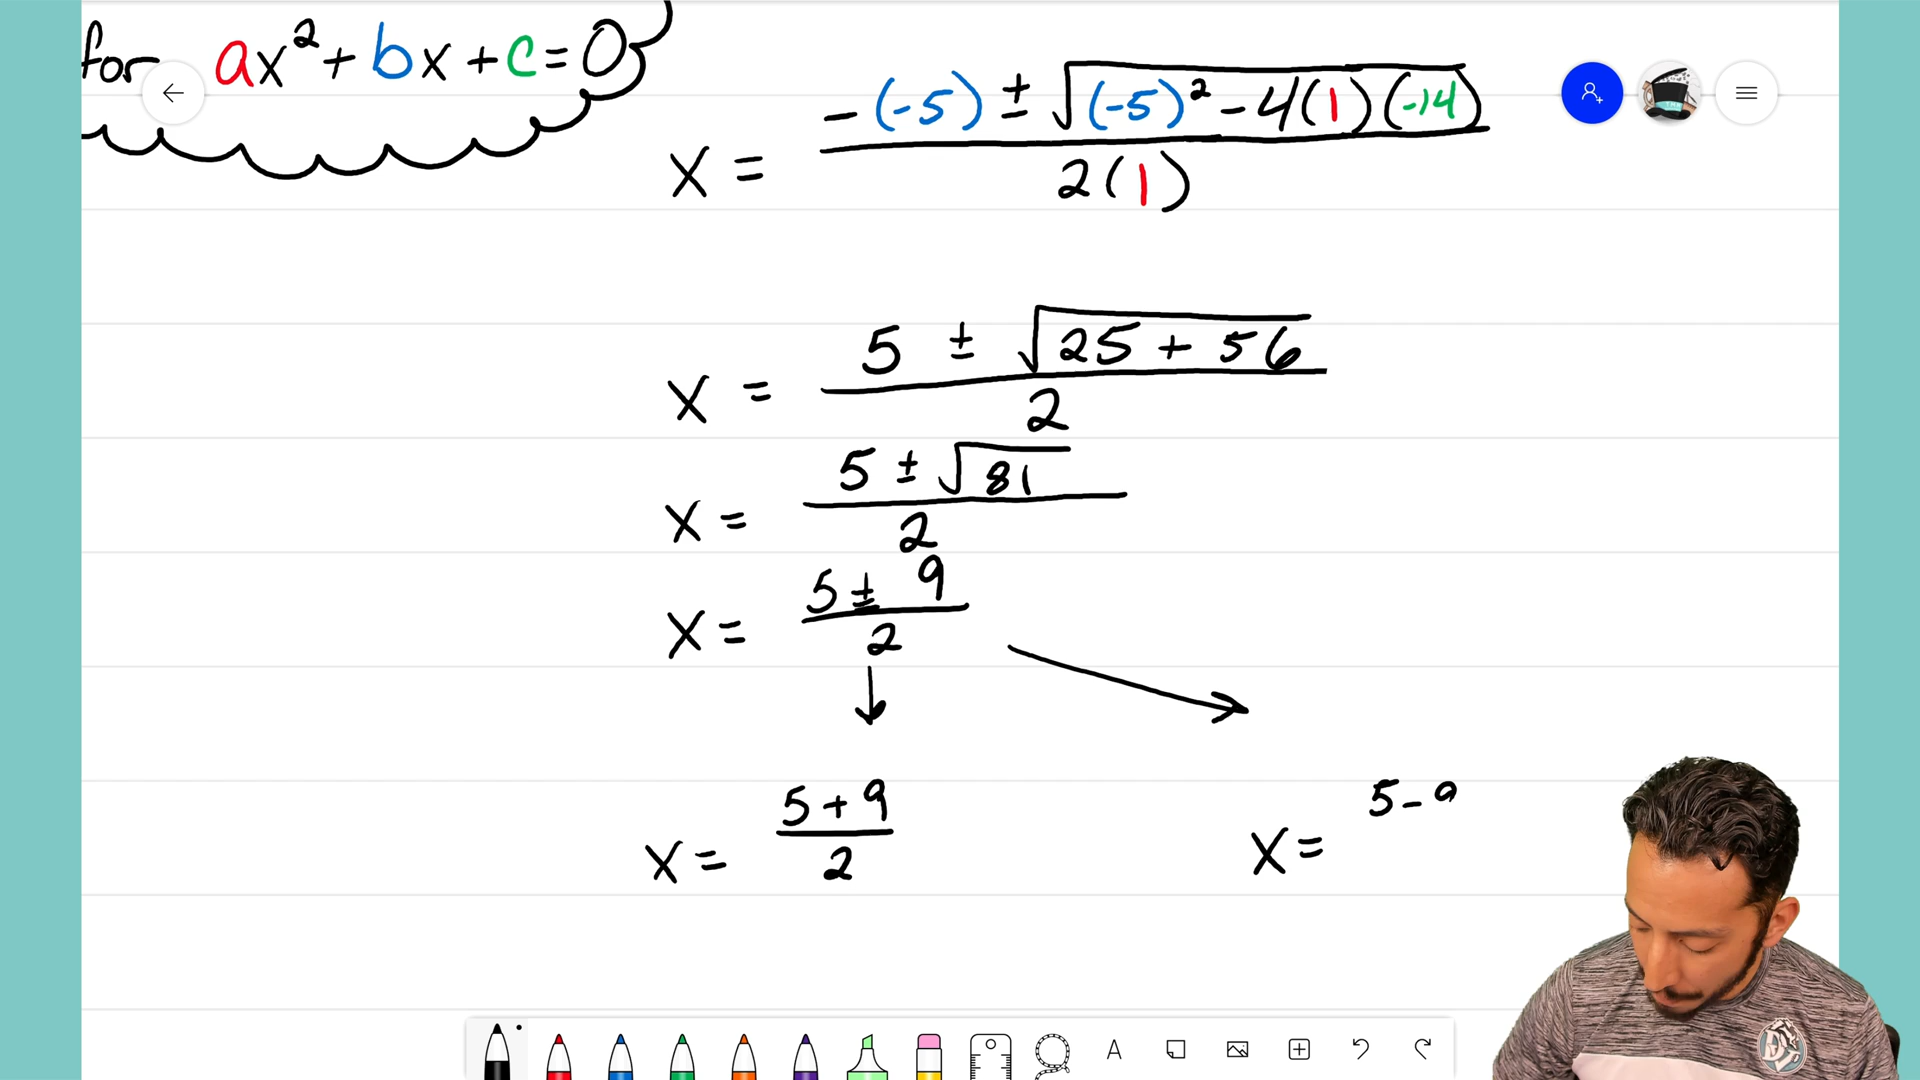 for ax² + bx + c = 0
x = -(-5) ± √(-5)² - 4(1)(-14) / 2(1)
x = 5 ± √25 + 56 / 2
x = 5 ± √81 / 2
x = 5 ± 9 / 2
x = 5 + 9 / 2
x = 5 - 9
A